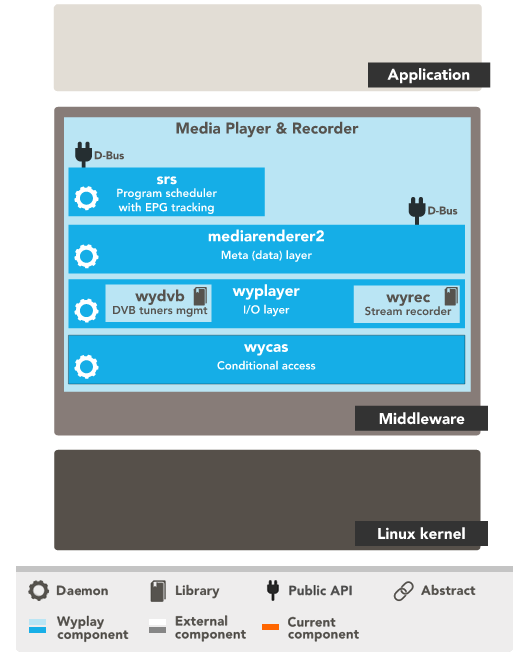 Application
Media Player & Recorder
D-Bus
srs
Program scheduler
with EPG tracking
D-Bus
mediarenderer2
Meta (data) layer
wydvb
DVB tuners mgmt
wyplayer
I/O layer
wyrec
Stream recorder
wycas
Conditional access
Middleware
Linux kernel
Daemon
Library
Public API
Abstract
Wyplay
component
External
component
Current
component